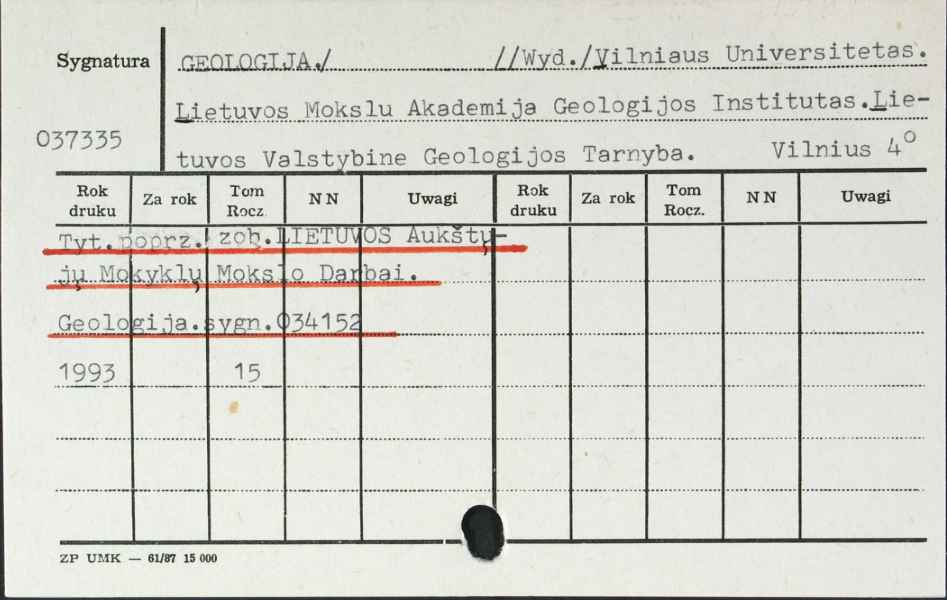 Sygnatura GEOLOGIJA./ //Wyd./Vilniaus Universitetas.
Lietuvos Mokslu Akademija Geologijos Institutas.Lie-
037335 tuvos Valstybine Geologijos Tarnyba. Vilnius 4°
Rok druku Za rok Tom Rocz. NN Uwagi Rok druku Za rok Tom Rocz. NN Uwagi
Tyt.poprz. zob.LIETUVOS Aukštų-
jų Mokyklų Mokslo Darbai.
Geologija.sygn.034152
1993 15
ZP UMK — 61/87 15 000